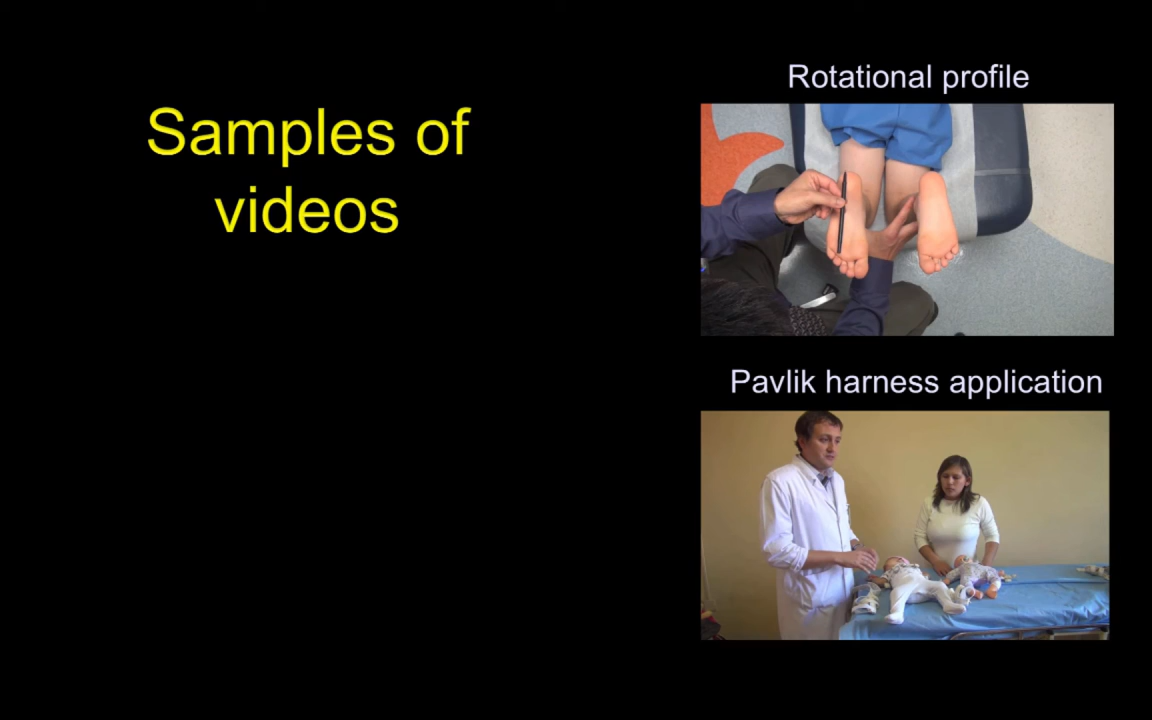 Samples of
videos
Rotational profile
Pavlik harness application